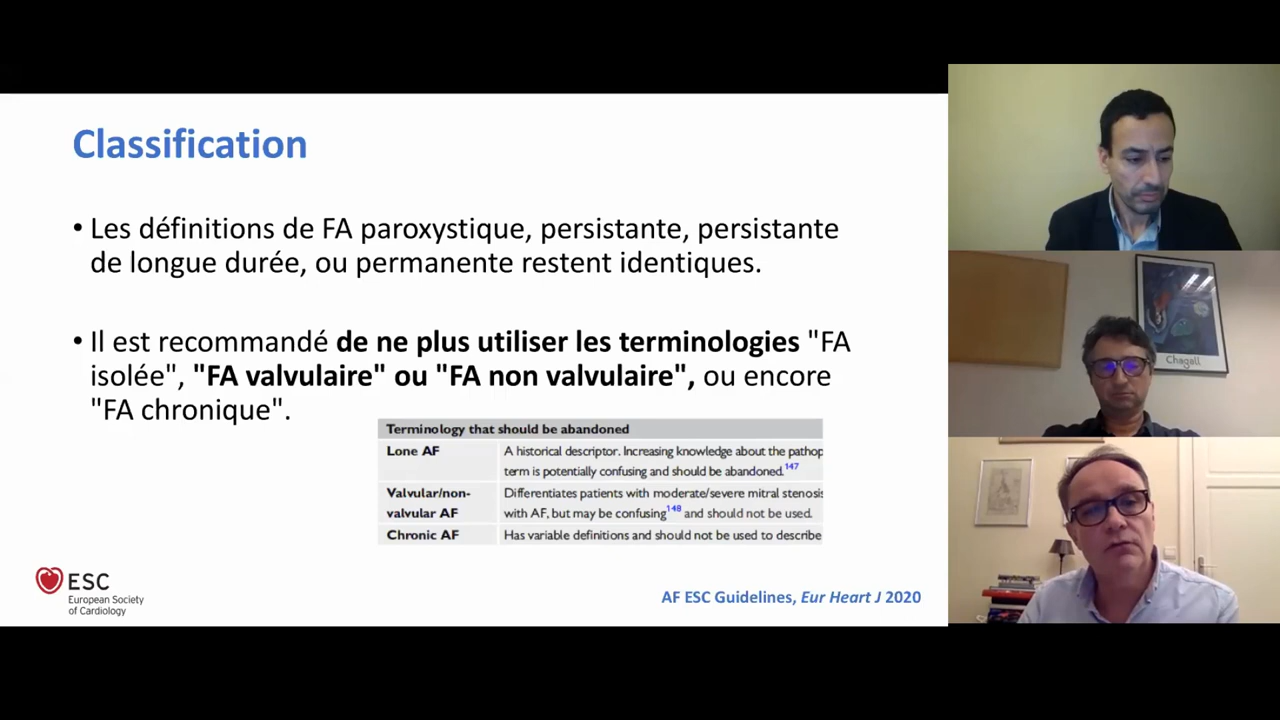 Classification
• Les définitions de FA paroxystique, persistante, persistante
de longue durée, ou permanente restent identiques.
• Il est recommandé de ne plus utiliser les terminologies "FA
isolée", "FA valvulaire" ou "FA non valvulaire", ou encore
"FA chronique".
Terminology that should be abandoned
Lone AF
A historical descriptor. Increasing knowledge about the pathop
term is potentially confusing and should be abandoned.147
Valvular/non-
valvular AF
Differentiates patients with moderate/severe mitral stenosis
with AF, but may be confusing148 and should not be used.
Chronic AF
Has variable definitions and should not be used to describe
ESC
European Society
of Cardiology
AF ESC Guidelines, Eur Heart J 2020
Chagall